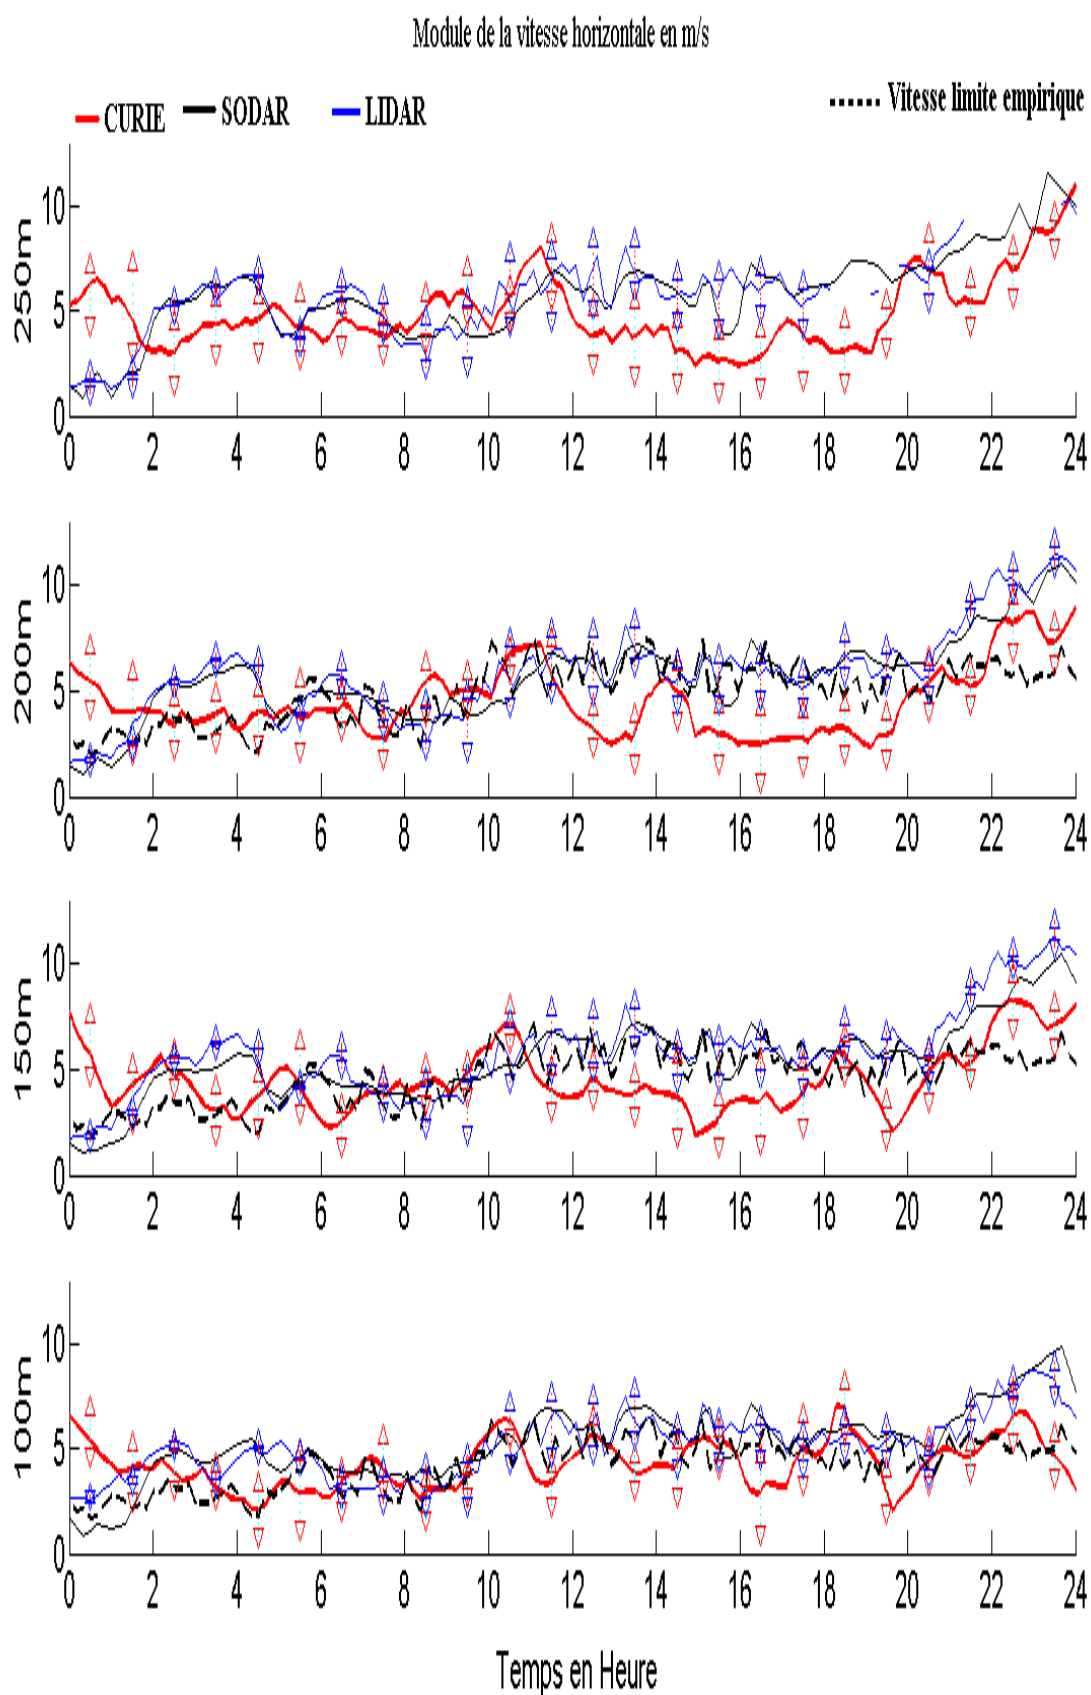 Module de la vitesse horizontale en m/s
CURIE SODAR LIDAR Vitesse limite empirique
250m
10
5
0
0 2 4 6 8 10 12 14 16 18 20 22 24
200m
10
5
0
0 2 4 6 8 10 12 14 16 18 20 22 24
150m
10
5
0
0 2 4 6 8 10 12 14 16 18 20 22 24
100m
10
5
0
0 2 4 6 8 10 12 14 16 18 20 22 24
Temps en Heure